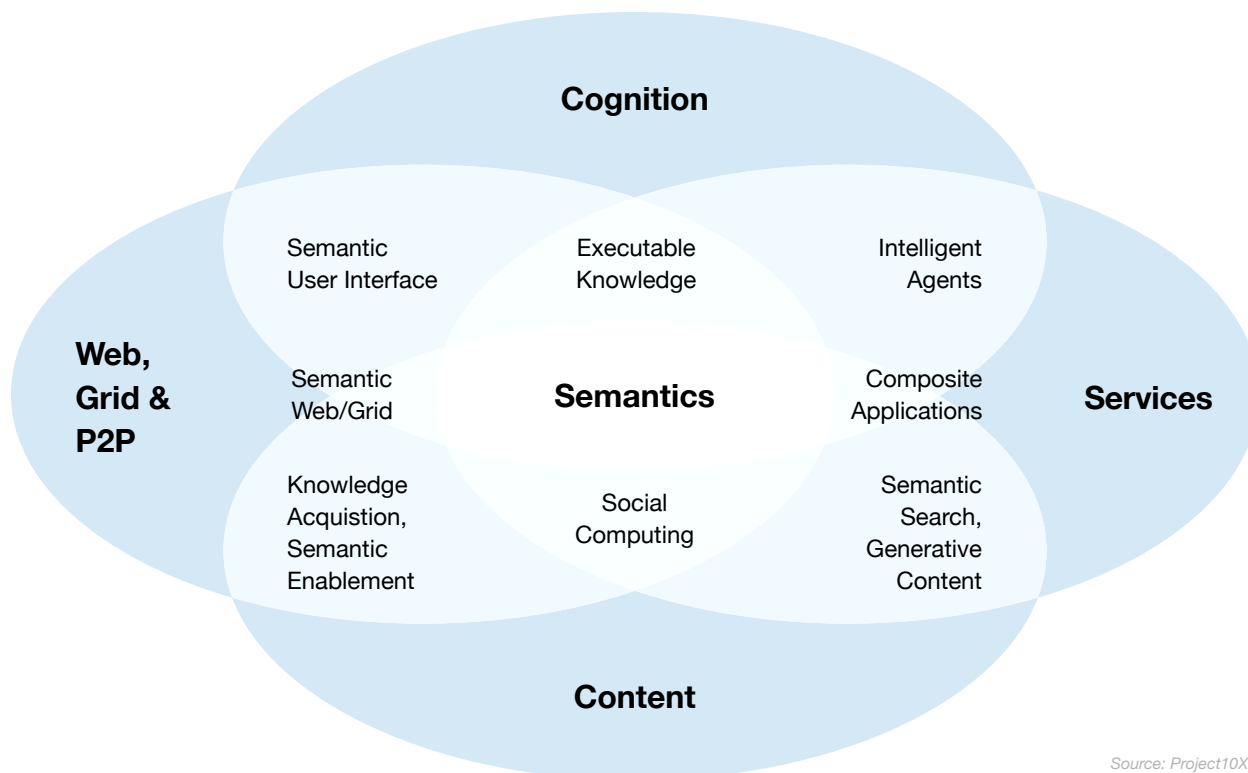 Cognition
Semantic
User Interface
Executable
Knowledge
Intelligent
Agents
Web,
Grid &
P2P
Semantic
Web/Grid
Semantics
Composite
Applications
Services
Knowledge
Acquistion,
Semantic
Enablement
Social
Computing
Semantic
Search,
Generative
Content
Content
Source: Project10X